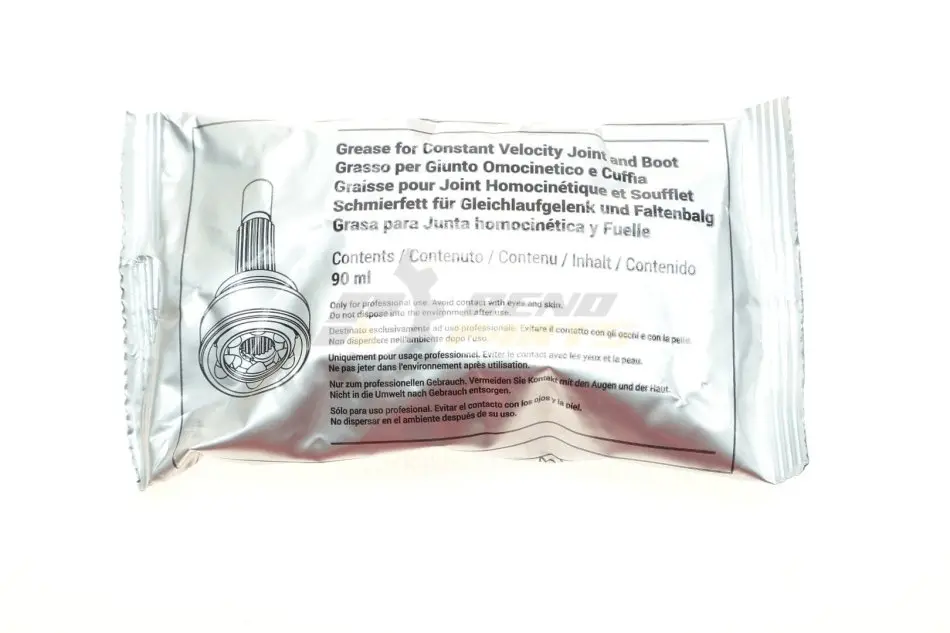 Grease for Constant Velocity Joint and Boot
Grasso per Giunto Omocinetico e Cuffia
Graisse pour Joint Homocinétique et Soufflet
Schmierfett für Gleichlaufgelenk und Faltenbalg
Grasa para Junta homocinética y Fuelle
Contents / Contenuto / Contenu / Inhalt / Contenido
90 ml
Only for professional use. Avoid contact with eyes and skin.
Do not dispose into the environment after use.
Destinato esclusivamente ad uso professionale. Evitare il contatto con gli occhi e con la pelle.
Non disperdere nell'ambiente dopo l'uso.
Uniquement pour usage professionnel. Eviter le contact avec les yeux et la peau.
Ne pas jeter dans l'environnement après utilisation.
Nur zum professionellen Gebrauch. Vermeiden Sie Kontakt mit den Augen und der Haut.
Nicht in die Umwelt nach Gebrauch entsorgen.
Sólo para uso profesional. Evitar el contacto con los ojos y la piel.
No dispersar en el ambiente después de su uso.